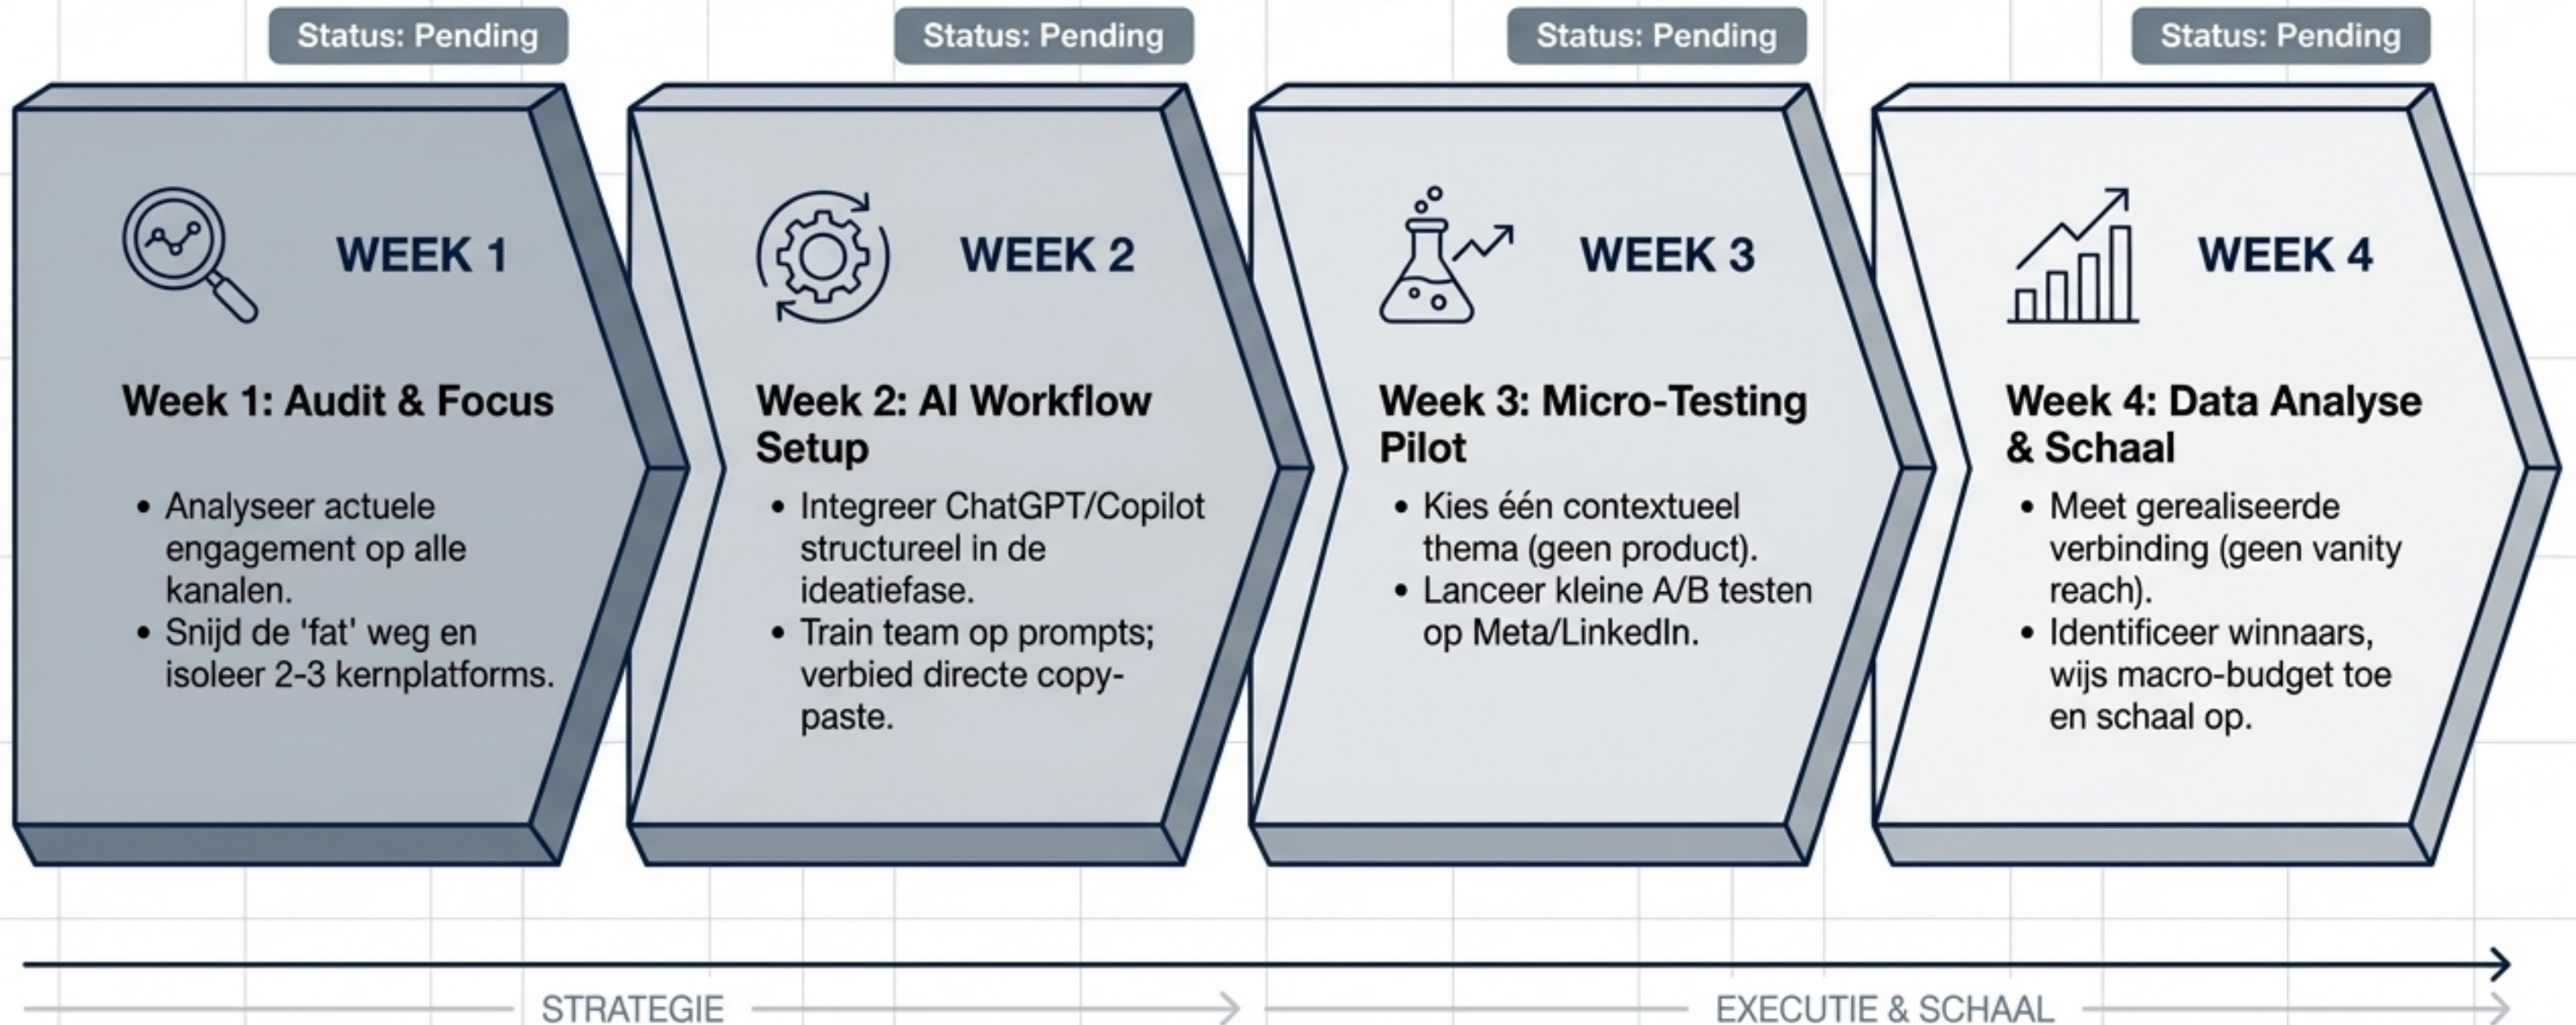 Status: Pending
Status: Pending
Status: Pending
Status: Pending
WEEK 1
Week 1: Audit & Focus
• Analyseer actuele
engagement op alle
kanalen.
• Snijd de 'fat' weg en
isoleer 2-3 kernplatforms.
WEEK 2
Week 2: AI Workflow
Setup
• Integreer ChatGPT/Copilot
structureel in de
ideatiefase.
• Train team op prompts;
verbied directe copy-
paste.
WEEK 3
Week 3: Micro-Testing
Pilot
• Kies één contextueel
thema (geen product).
• Lanceer kleine A/B testen
op Meta/LinkedIn.
WEEK 4
Week 4: Data Analyse
& Schaal
• Meet gerealiseerde
verbinding (geen vanity
reach).
• Identificeer winnaars,
wijs macro-budget toe
en schaal op.
STRATEGIE
EXECUTIE & SCHAAL